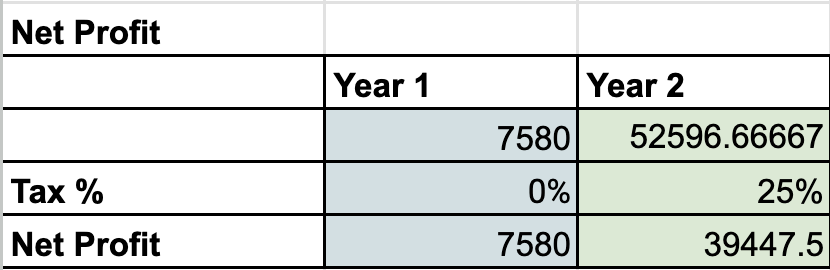 Net Profit
Year 1 Year 2
7580 52596.66667
Tax % 0% 25%
Net Profit 7580 39447.5